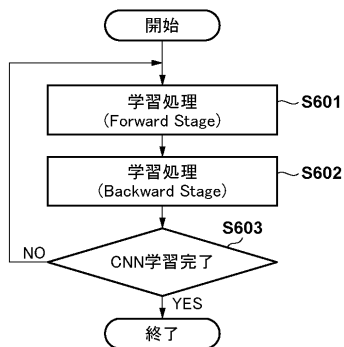 開始
学習処理
(Forward Stage)
S601
学習処理
(Backward Stage)
S602
S603
CNN学習完了
NO
YES
終了